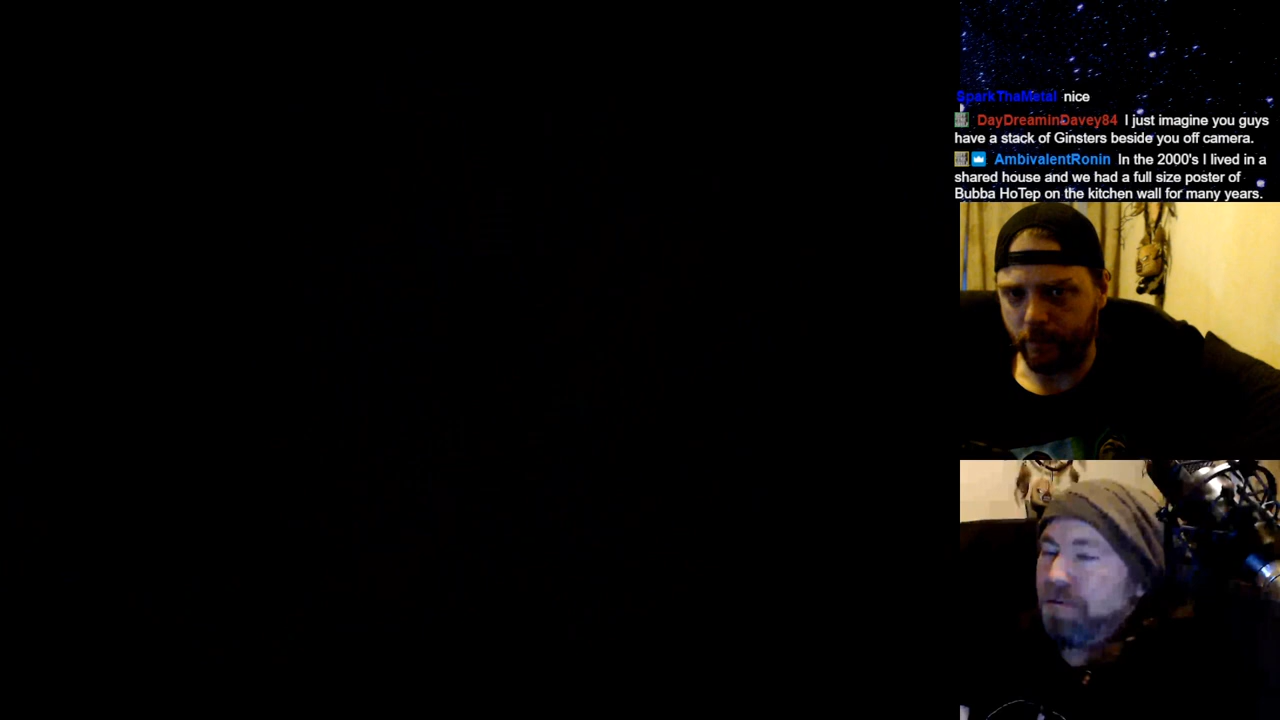 SparkThaMetal nice
DayDreaminDavey84 I just imagine you guys
have a stack of Ginsters beside you off camera.
AmbivalentRonin In the 2000's I lived in a
shared house and we had a full size poster of
Bubba HoTep on the kitchen wall for many years.